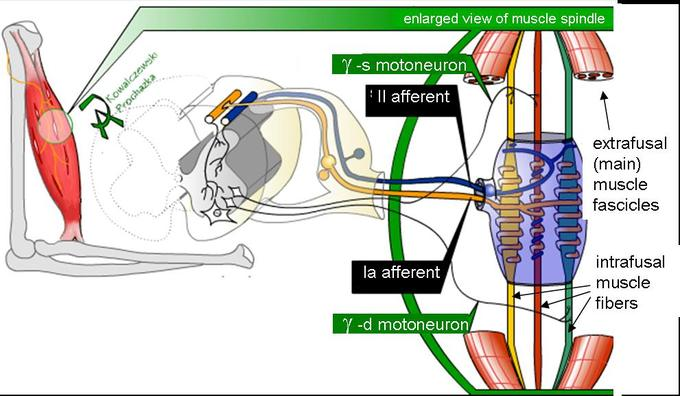 enlarged view of muscle spindle
Kowalczewski
Prochazka
γ -s motoneuron
II afferent
extrafusal
(main)
muscle
fascicles
Ia afferent
intrafusal
muscle
fibers
γ -d motoneuron